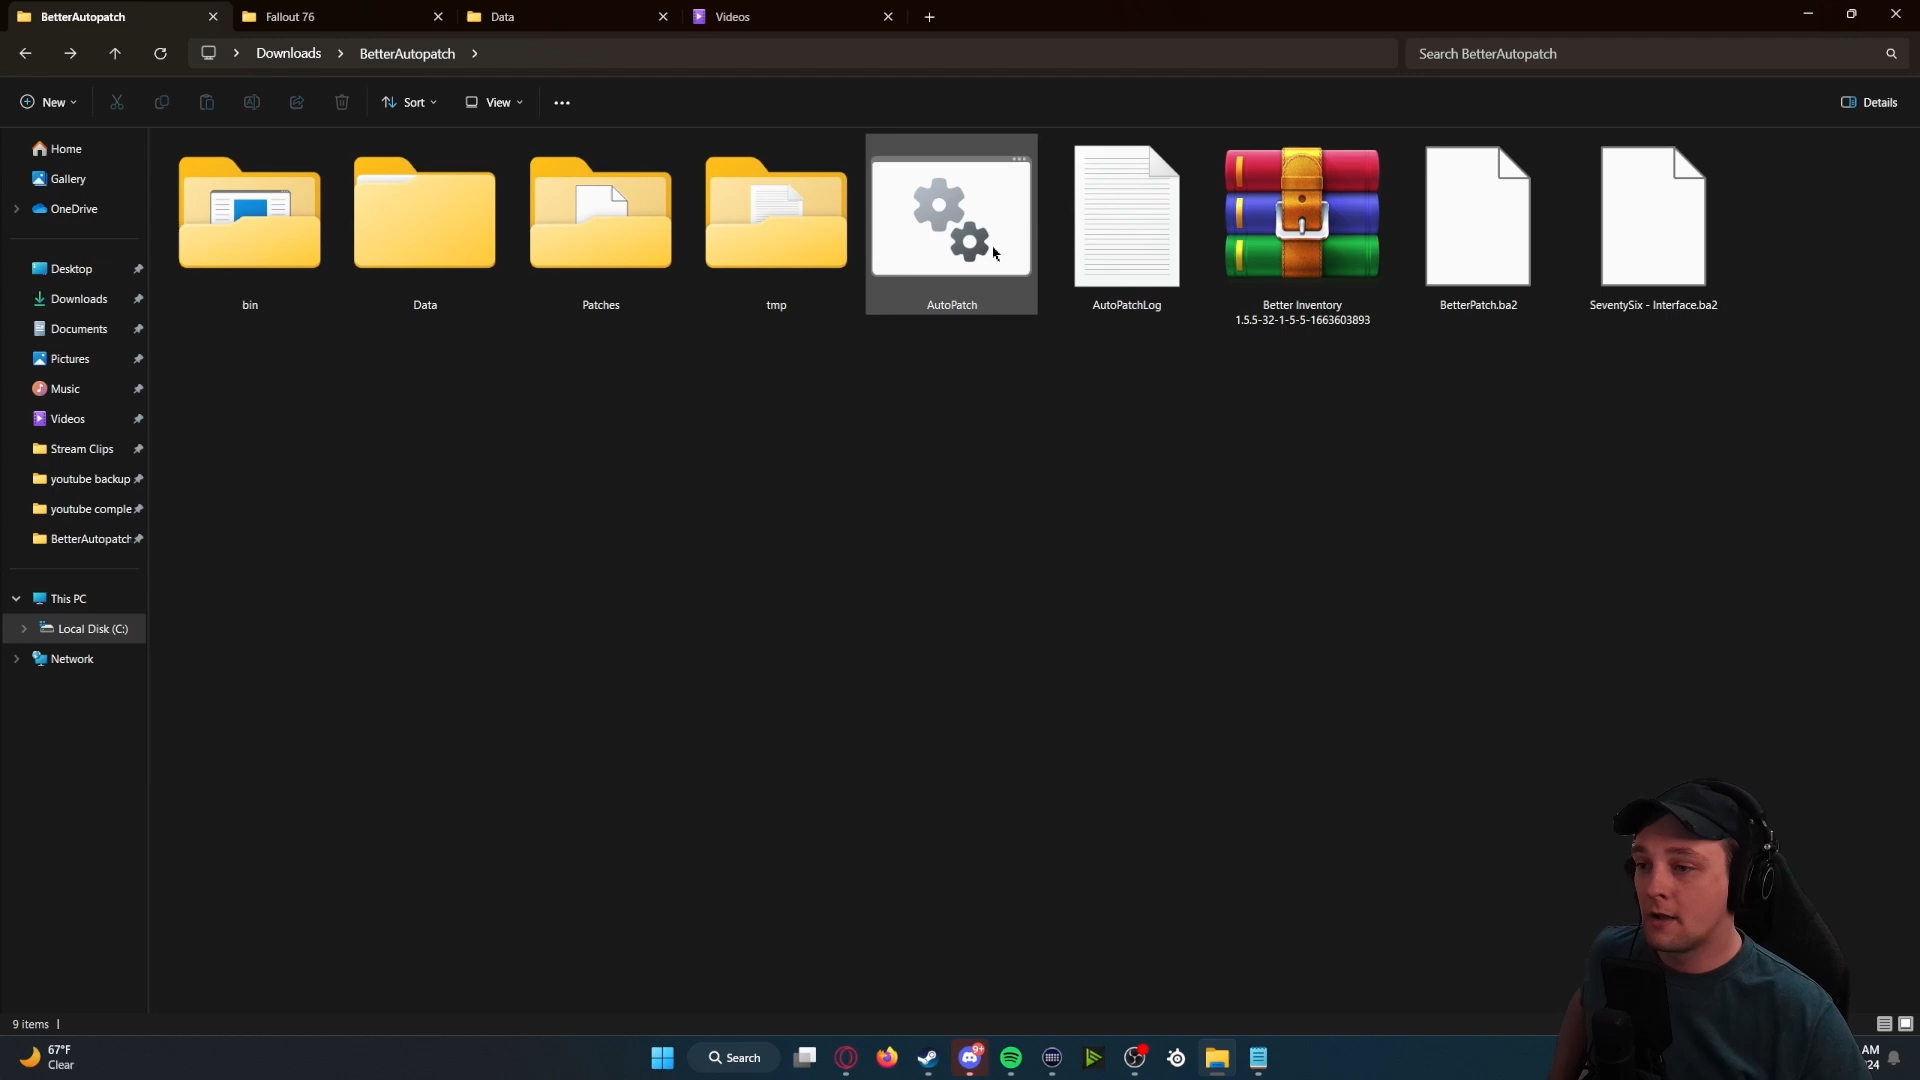 BetterAutopatch
Fallout 76
Data
Videos
Downloads
BetterAutopatch
Search BetterAutopatch
New
Sort
View
Details
Home
Gallery
OneDrive
Desktop
Downloads
Documents
Pictures
Music
Videos
Stream Clips
youtube backup
youtube comple
BetterAutopatch
This PC
Local Disk (C:)
Network
bin
Data
Patches
tmp
AutoPatch
AutoPatchLog
Better Inventory
1.5.5-32-1-5-5-1663603893
BetterPatch.ba2
SeventySix - Interface.ba2
9 items
67°F
Clear
Search
9+
AM
24